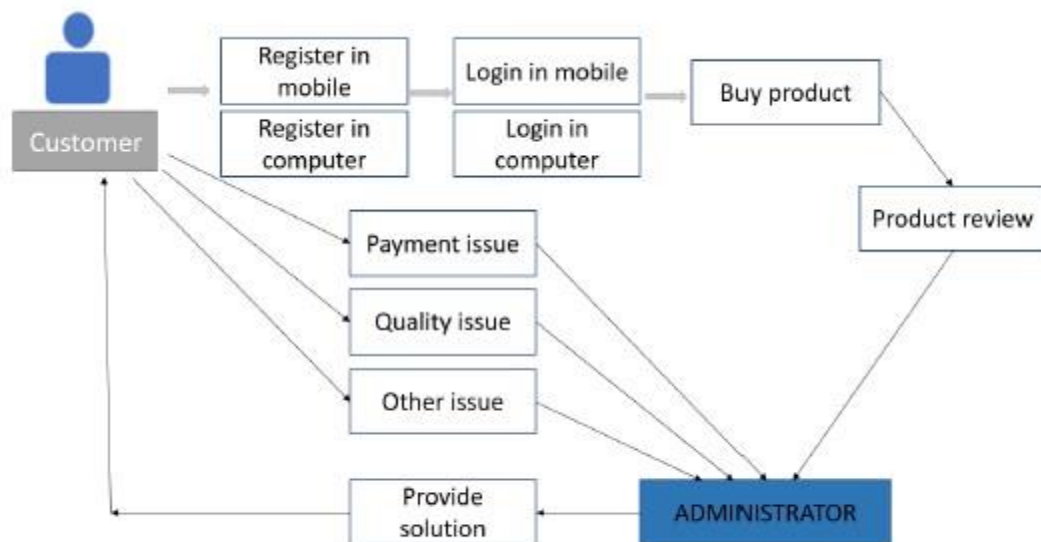 Register in
mobile
Login in mobile
Buy product
Customer
Register in
computer
Login in
computer
Product review
Payment issue
Quality issue
Other issue
Provide
solution
ADMINISTRATOR